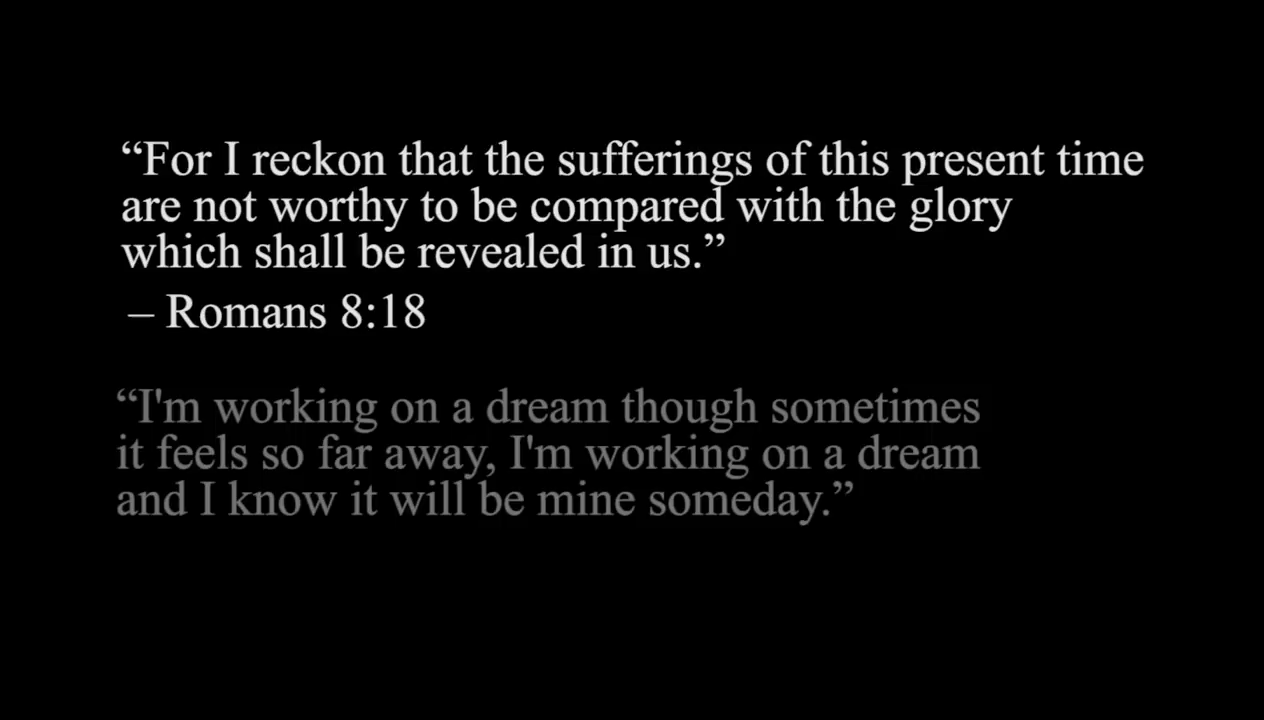 “For I reckon that the sufferings of this present time
are not worthy to be compared with the glory
which shall be revealed in us.”
– Romans 8:18
“I'm working on a dream though sometimes
it feels so far away, I'm working on a dream
and I know it will be mine someday.”